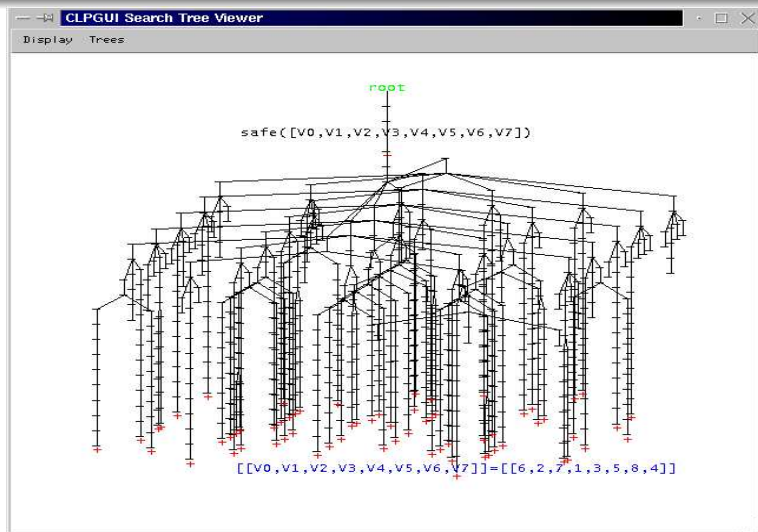 CLPGUI Search Tree Viewer
Display Trees
root
safe([V0,V1,V2,V3,V4,V5,V6,V7])
[[V0,V1,V2,V3,V4,V5,V6,V7]]=[[6,2,7,1,3,5,8,4]]